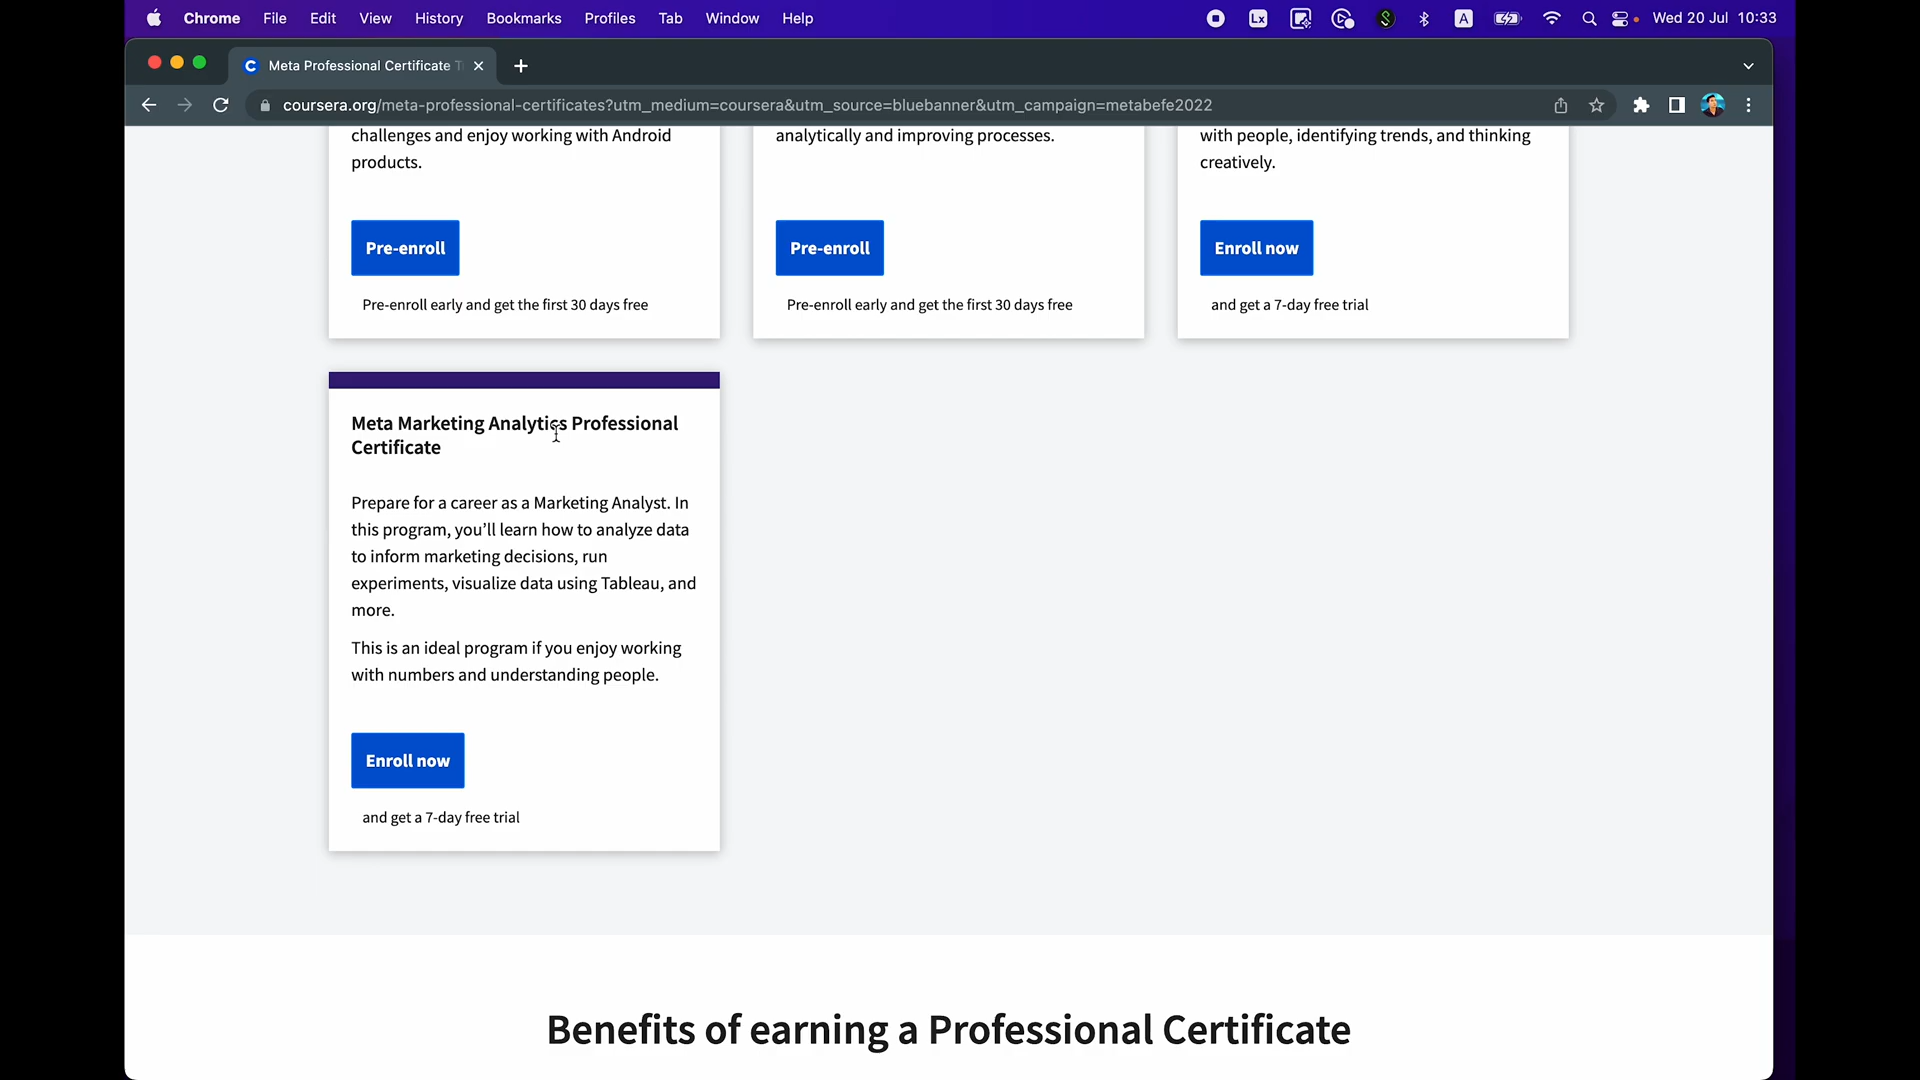 Chrome File Edit View History Bookmarks Profiles Tab Window Help Lx A Wed 20 Jul 10:33
Meta Professional Certificate
coursera.org/meta-professional-certificates?utm_medium=coursera&utm_source=bluebanner&utm_campaign=metabefe2022
challenges and enjoy working with Android
products.
Pre-enroll
Pre-enroll early and get the first 30 days free
analytically and improving processes.
Pre-enroll
Pre-enroll early and get the first 30 days free
with people, identifying trends, and thinking
creatively.
Enroll now
and get a 7-day free trial
Meta Marketing Analytics Professional
Certificate
Prepare for a career as a Marketing Analyst. In
this program, you’ll learn how to analyze data
to inform marketing decisions, run
experiments, visualize data using Tableau, and
more.
This is an ideal program if you enjoy working
with numbers and understanding people.
Enroll now
and get a 7-day free trial
Benefits of earning a Professional Certificate